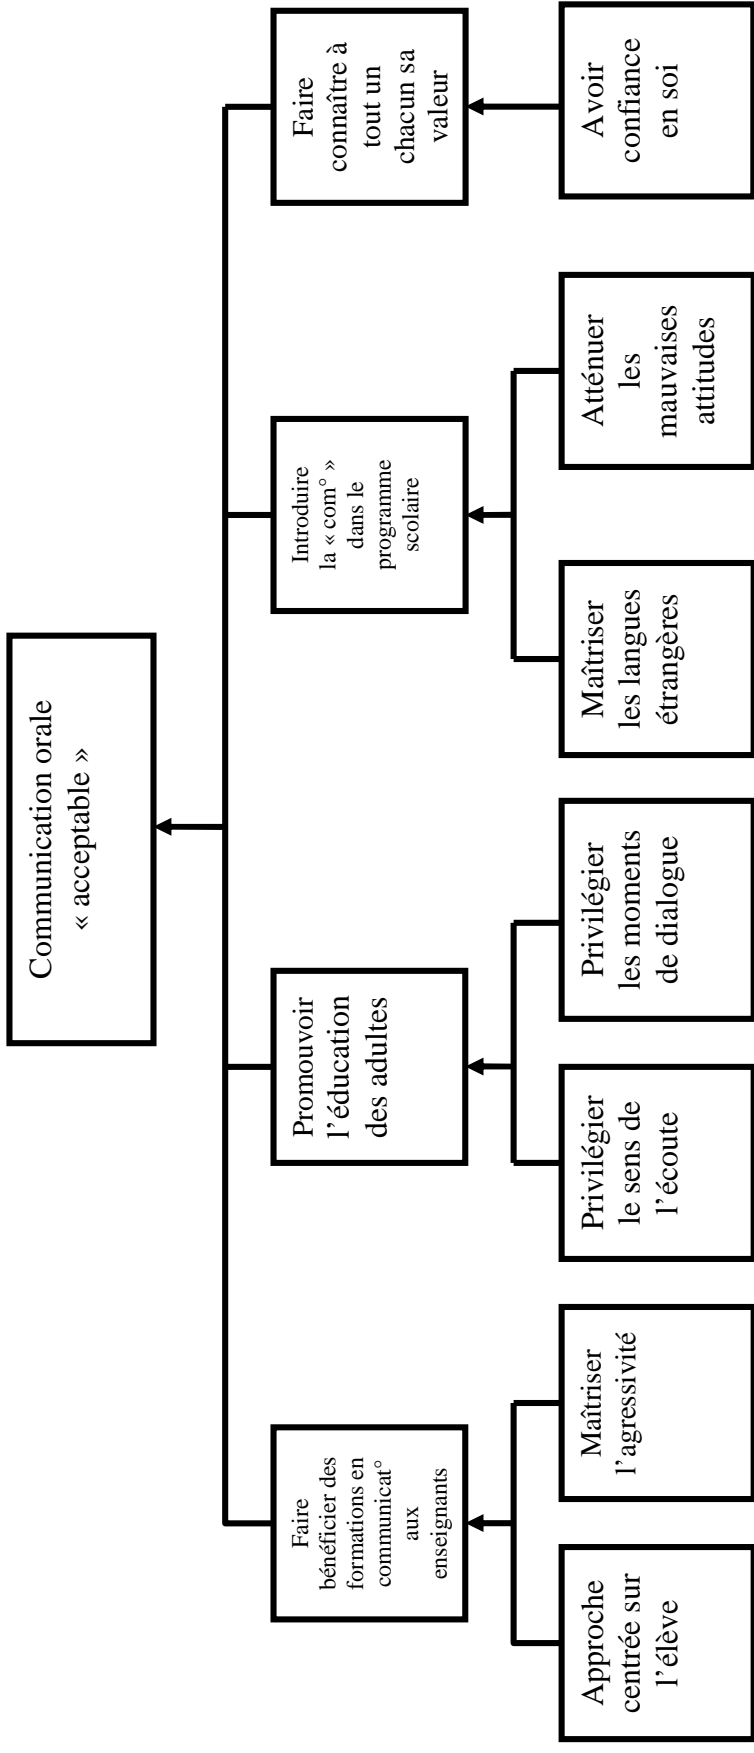 Communication orale
« acceptable »
Faire
bénéficier des
formations en
communicat°
aux
enseignants
Promouvoir
l’éducation
des adultes
Introduire
la « com° »
dans le
programme
scolaire
Faire
connaître à
tout un
chacun sa
valeur
Approche
centrée sur
l’élève
Maîtriser
l’agressivité
Privilégier
le sens de
l’écoute
Privilégier
les moments
de dialogue
Maîtriser
les langues
étrangères
Atténuer
les
mauvaises
attitudes
Avoir
confiance
en soi